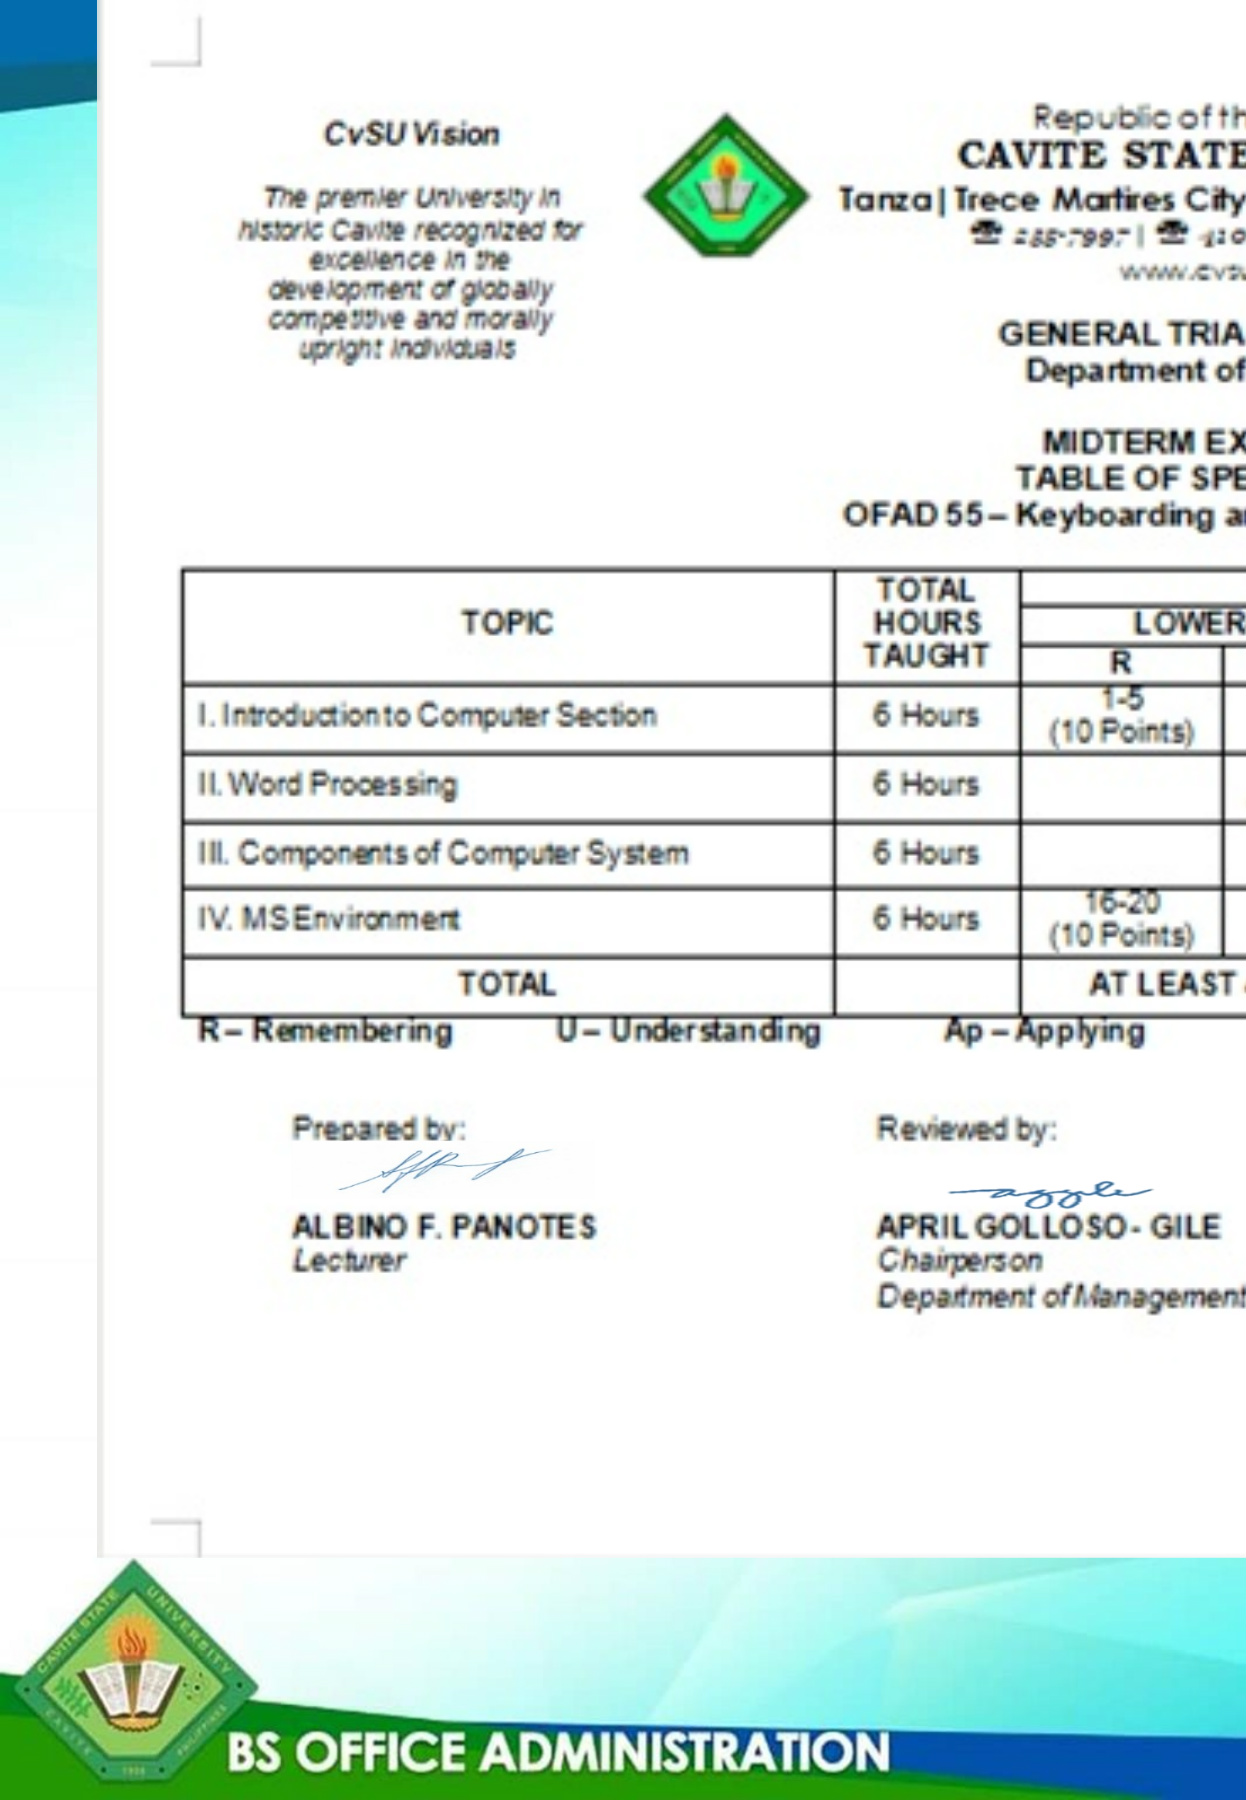 CvSU Vision
The premier University in
historic Cavite recognized for
excellence in the
development of globally
competitive and morally
upright individuals
Republic of th
CAVITE STATE
Tanza | Trece Martires City
www.cvsu
GENERAL TRIA
Department of
MIDTERM EX
TABLE OF SPE
OFAD 55 – Keyboarding an
TOPIC
TOTAL
HOURS
TAUGHT
LOWER
R
I. Introduction to Computer Section
6 Hours
1-5
(10 Points)
II. Word Processing
6 Hours
III. Components of Computer System
6 Hours
IV. MS Environment
6 Hours
16-20
(10 Points)
TOTAL
AT LEAST
R – Remembering U – Understanding Ap – Applying
Prepared by:
ALBINO F. PANOTES
Lecturer
Reviewed by:
APRIL GOLLOSO- GILE
Chairperson
Department of Management
CAVITE STATE UNIVERSITY
CAVITE PHILIPPINES
BS OFFICE ADMINISTRATION